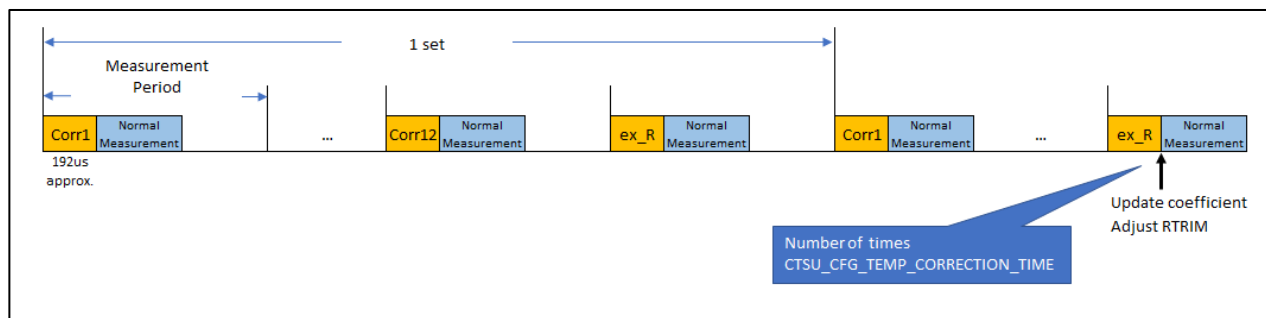 1 set
Measurement
Period
Corr1
Normal
Measurement
...
Corr12
Normal
Measurement
ex_R
Normal
Measurement
Corr1
Normal
Measurement
...
ex_R
Normal
Measurement
192us
approx.
Update coefficient
Adjust RTRIM
Number of times
CTSU_CFG_TEMP_CORRECTION_TIME